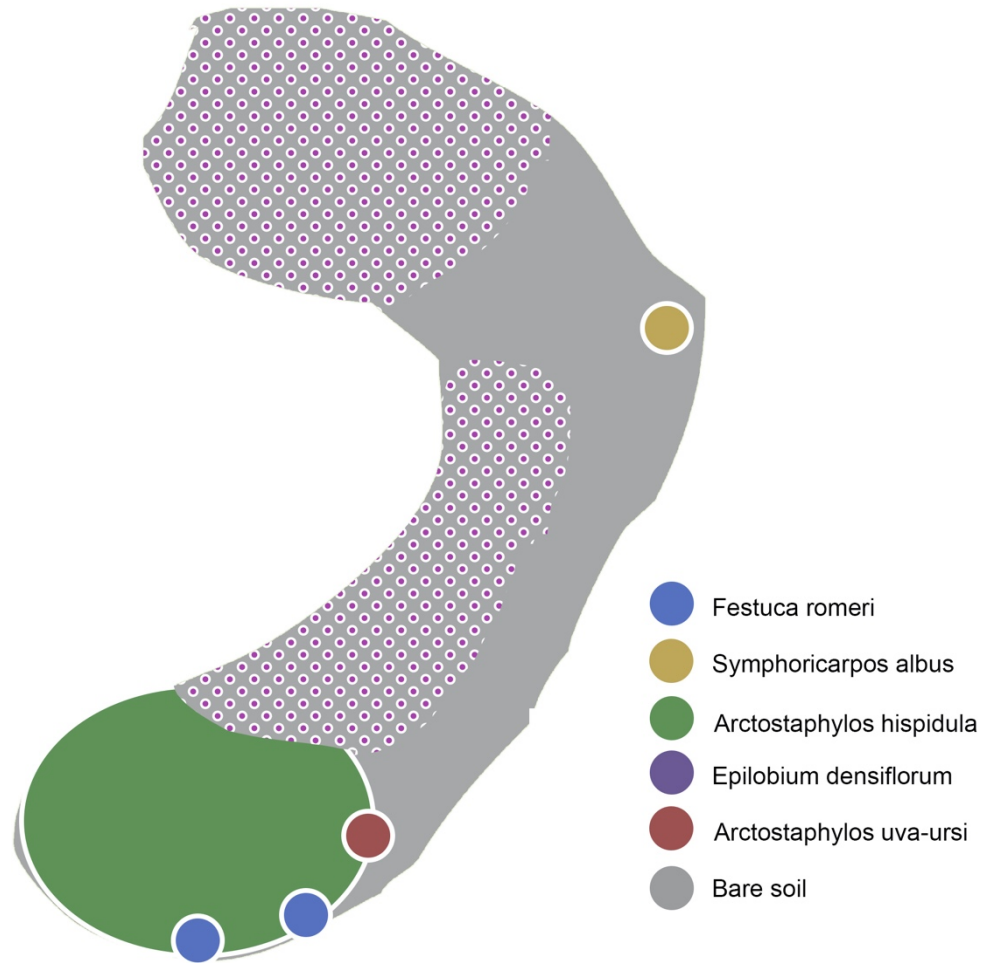 Festuca romeri
Symphoricarpos albus
Arctostaphylos hispidula
Epilobium densiflorum
Arctostaphylos uva-ursi
Bare soil